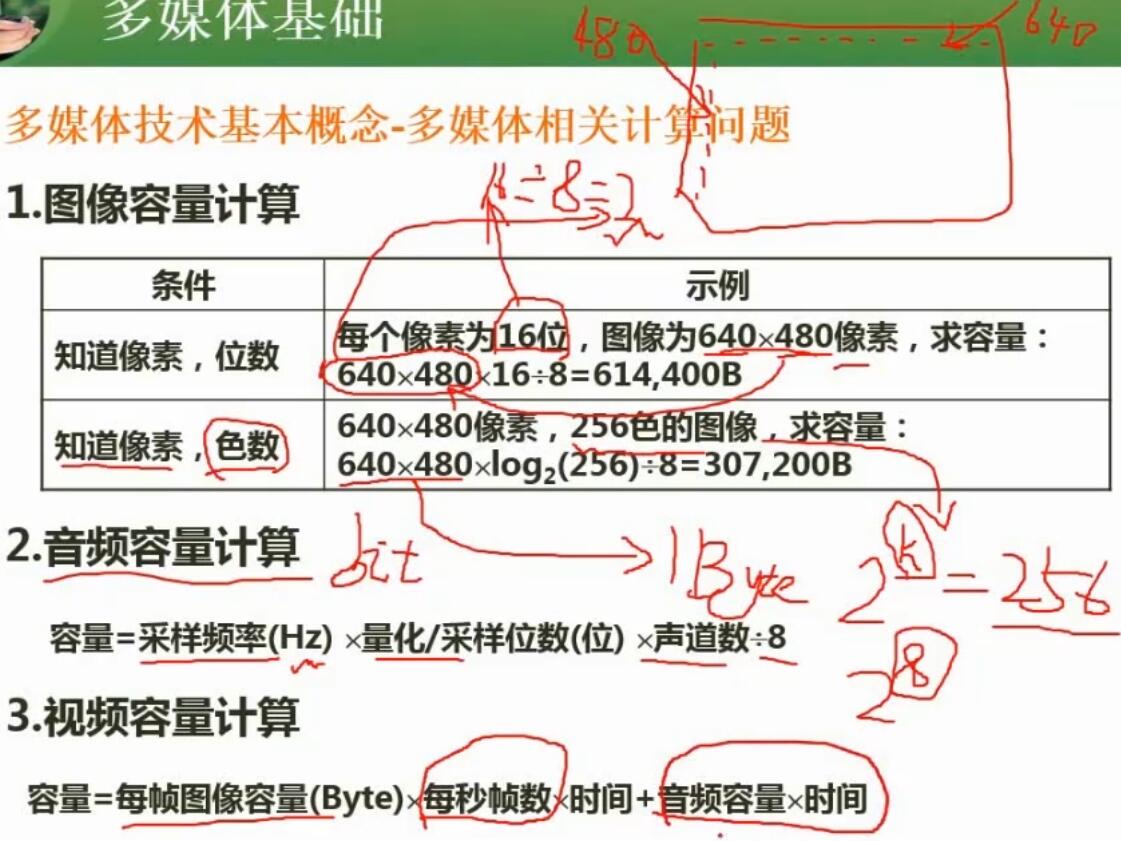 多媒体基础
480
640
多媒体技术基本概念-多媒体相关计算问题
÷8=2
1.图像容量计算
条件 示例
知道像素，位数 每个像素为16位，图像为640×480像素，求容量：
640×480×16÷8=614,400B
知道像素，色数 640×480像素，256色的图像，求容量：
640×480×log₂(256)÷8=307,200B
2.音频容量计算
bit
1Byte
2^k=256
容量=采样频率(Hz) ×量化/采样位数(位) ×声道数÷8
2^8
3.视频容量计算
容量=每帧图像容量(Byte)×每秒帧数×时间+音频容量×时间